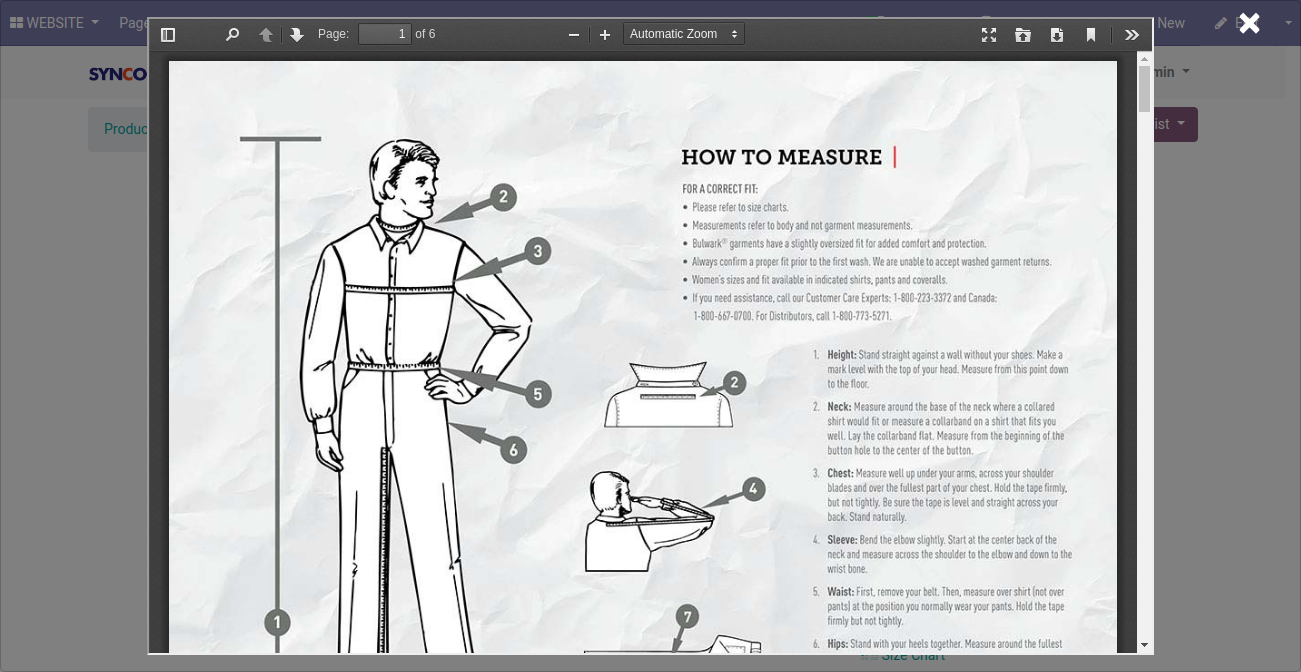 WEBSITE
Page:
1
of 6
Automatic Zoom
New
SYNCO
Produc
min
ist
HOW TO MEASURE
FOR A CORRECT FIT:
• Please refer to size charts.
• Measurements refer to body and not garment measurements.
• Bulwark® garments have a slightly oversized fit for added comfort and protection.
• Always confirm a proper fit prior to the first wash. We are unable to accept washed garment returns.
• Women's sizes and fit available in indicated shirts, pants and coveralls.
• If you need assistance, call our Customer Care Experts: 1-800-223-3372 and Canada:
1-800-667-0700. For Distributors, call 1-800-773-5271.
2
3
5
6
1
2
4
7
1. Height: Stand straight against a wall without your shoes. Make a
mark level with the top of your head. Measure from this point down
to the floor.
2. Neck: Measure around the base of the neck where a collared
shirt would fit or measure a collarband on a shirt that fits you
well. Lay the collarband flat. Measure from the beginning of the
button hole to the center of the button.
3. Chest: Measure well up under your arms, across your shoulder
blades and over the fullest part of your chest. Hold the tape firmly,
but not tightly. Be sure the tape is level and straight across your
back. Stand naturally.
4. Sleeve: Bend the elbow slightly. Start at the center back of the
neck and measure across the shoulder to the elbow and down to the
wrist bone.
5. Waist: First, remove your belt. Then, measure over shirt (not over
pants) at the position you normally wear your pants. Hold the tape
firmly but not tightly.
6. Hips: Stand with your heels together. Measure around the fullest
Size Chart